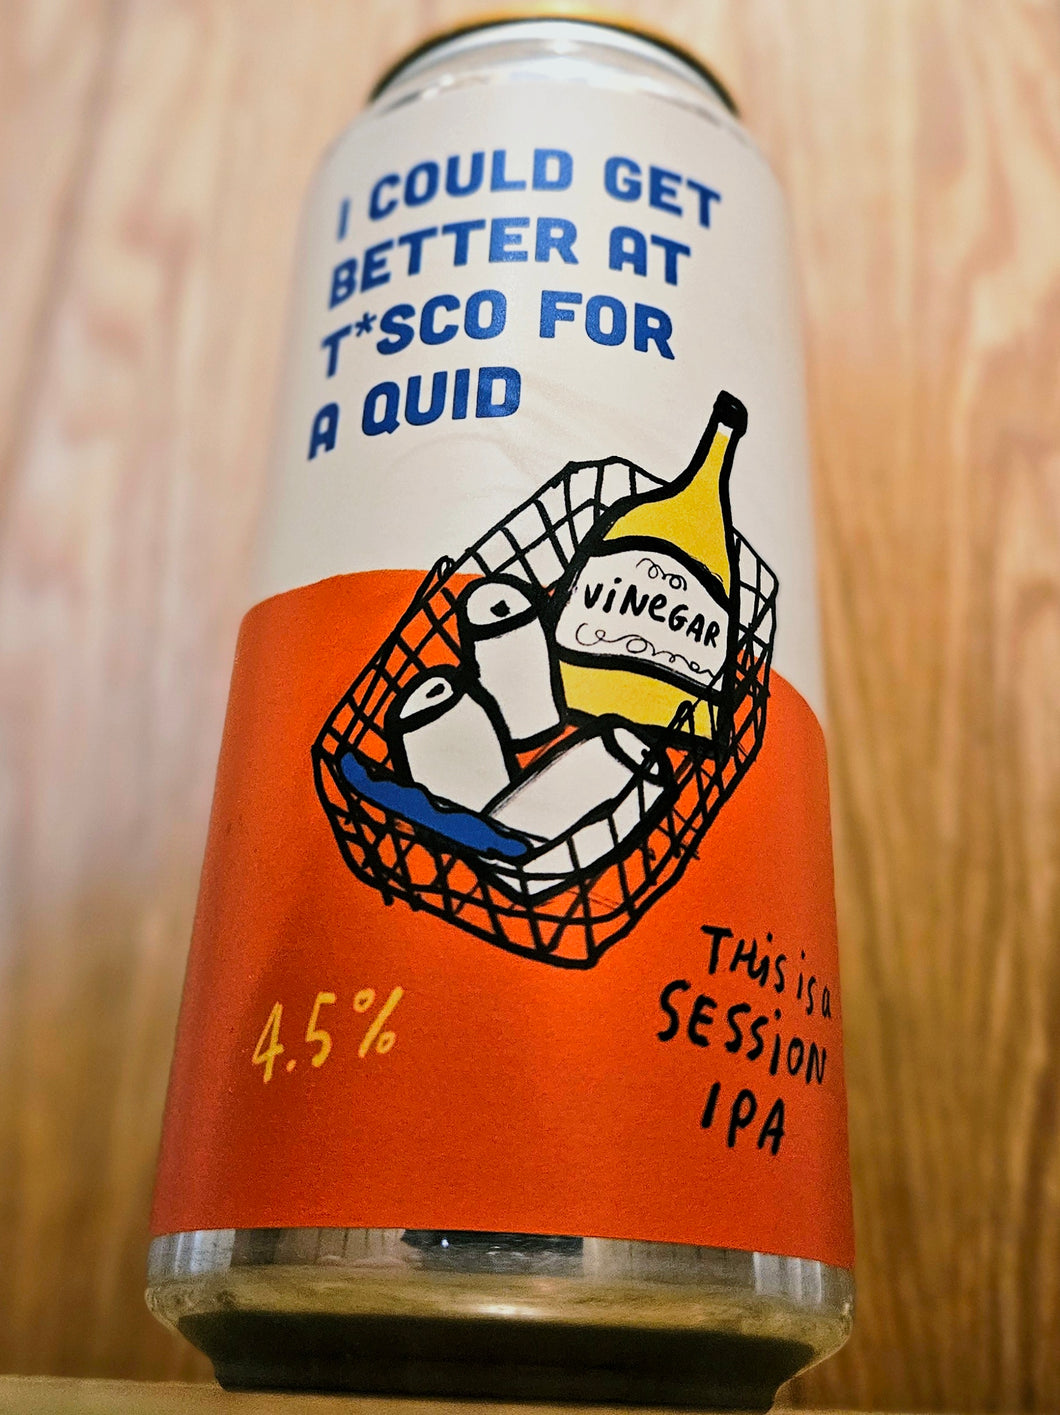 I COULD GET
BETTER AT
T*SCO FOR
A QUID
ViNeGAR
4.5%
THis is a
SESSiON
IPA